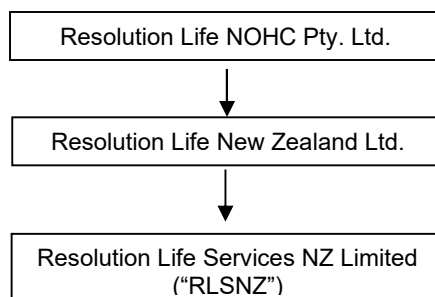 Resolution Life NOHC Pty. Ltd.
Resolution Life New Zealand Ltd.
Resolution Life Services NZ Limited
(“RLSNZ”)